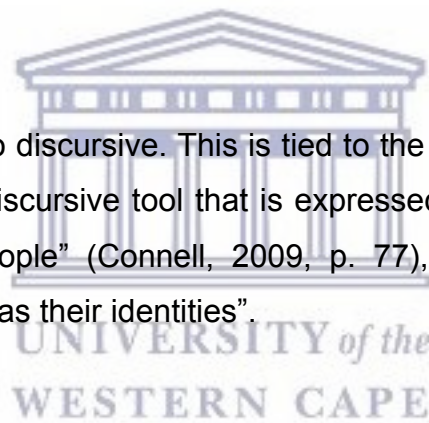 o discursive. This is tied to the
iscursive tool that is expressed
ople” (Connell, 2009, p. 77),
as their identities”.
UNIVERSITY of the
WESTERN CAPE